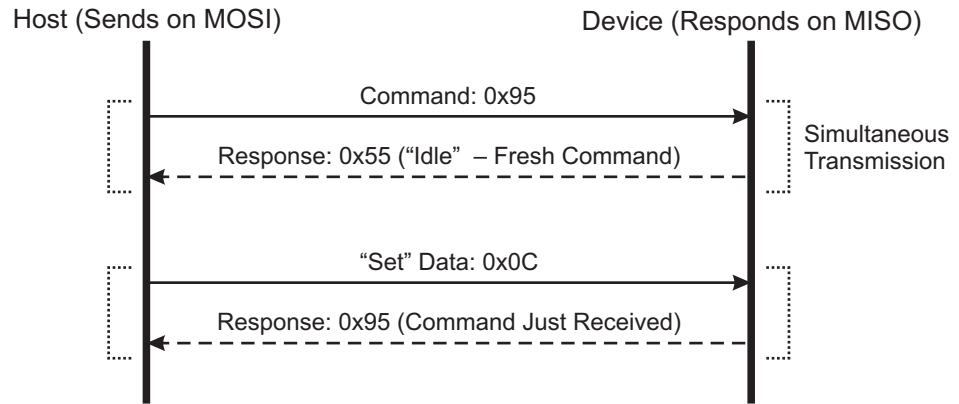 Host (Sends on MOSI)
Device (Responds on MISO)
Command: 0x95
Response: 0x55 (“Idle” – Fresh Command)
Simultaneous
Transmission
“Set” Data: 0x0C
Response: 0x95 (Command Just Received)